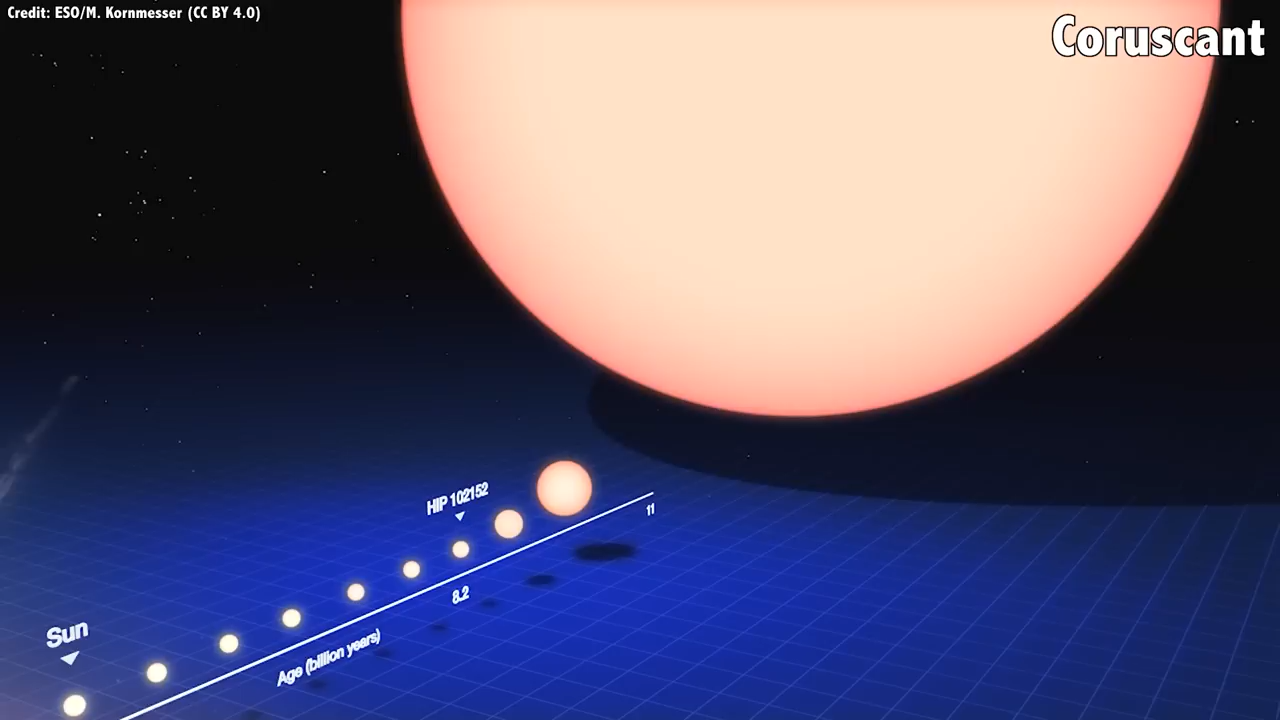 Credit: ESO/M. Kornmesser (CC BY 4.0)
Coruscant
HIP 102152
11
8.2
Sun
Age (billion years)